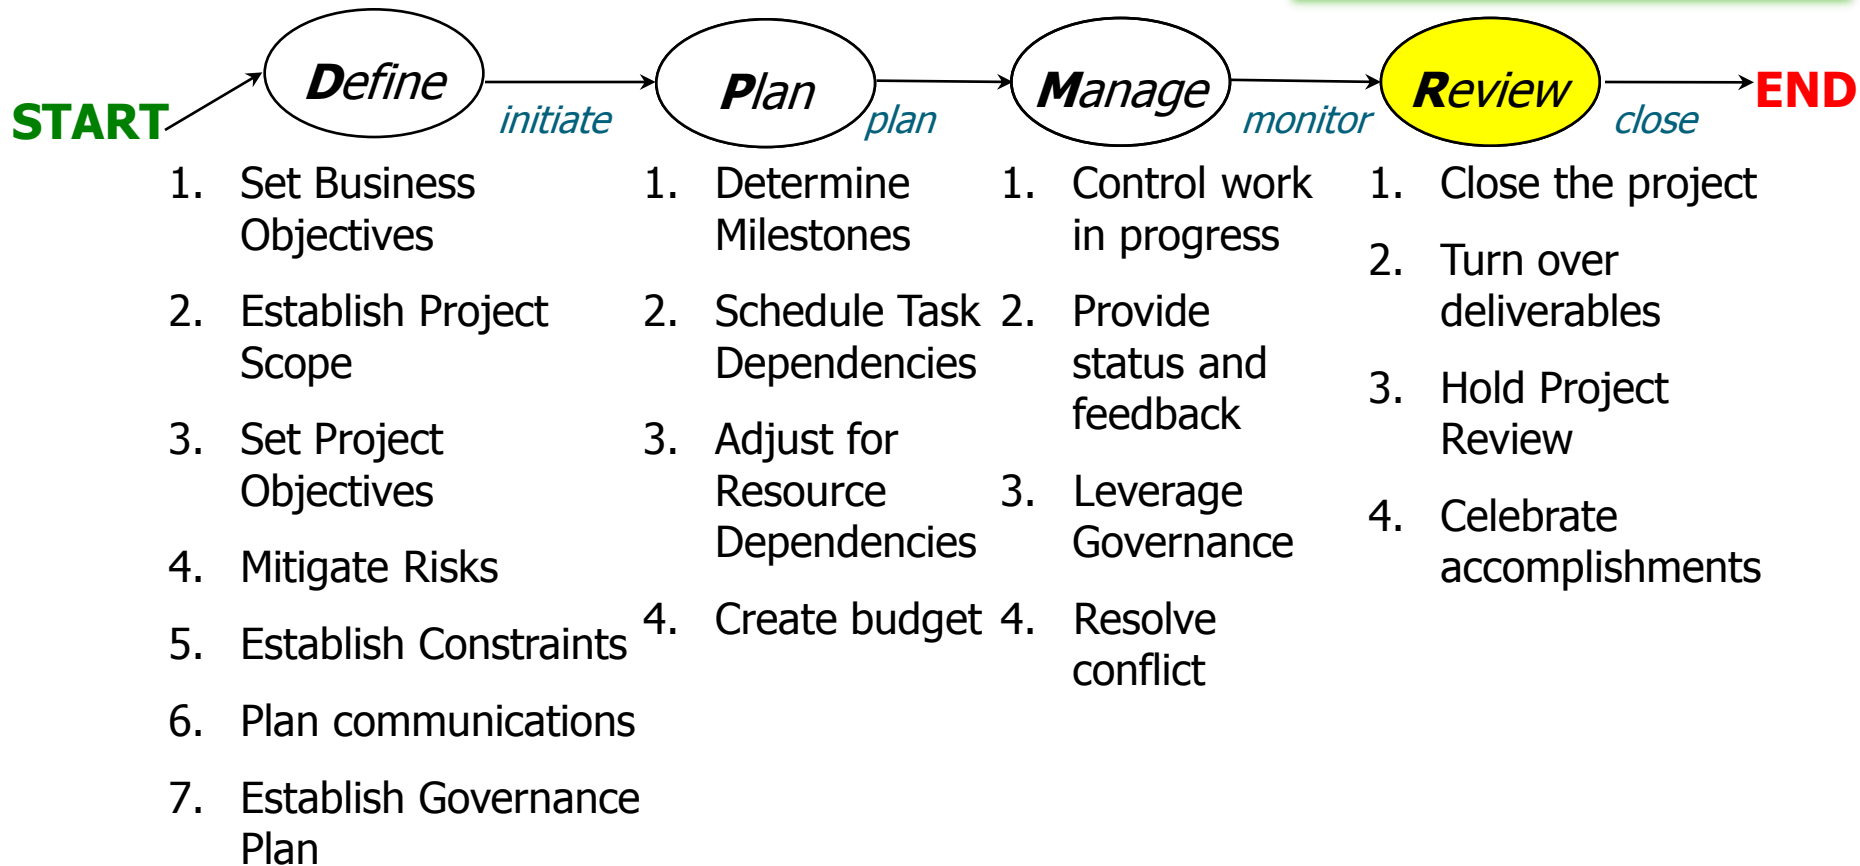 START
Define
initiate
Plan
plan
Manage
monitor
Review
close
END
1. Set Business
Objectives
2. Establish Project
Scope
3. Set Project
Objectives
4. Mitigate Risks
5. Establish Constraints
6. Plan communications
7. Establish Governance
Plan
1. Determine
Milestones
2. Schedule Task
Dependencies
3. Adjust for
Resource
Dependencies
4. Create budget
1. Control work
in progress
2. Provide
status and
feedback
3. Leverage
Governance
4. Resolve
conflict
1. Close the project
2. Turn over
deliverables
3. Hold Project
Review
4. Celebrate
accomplishments